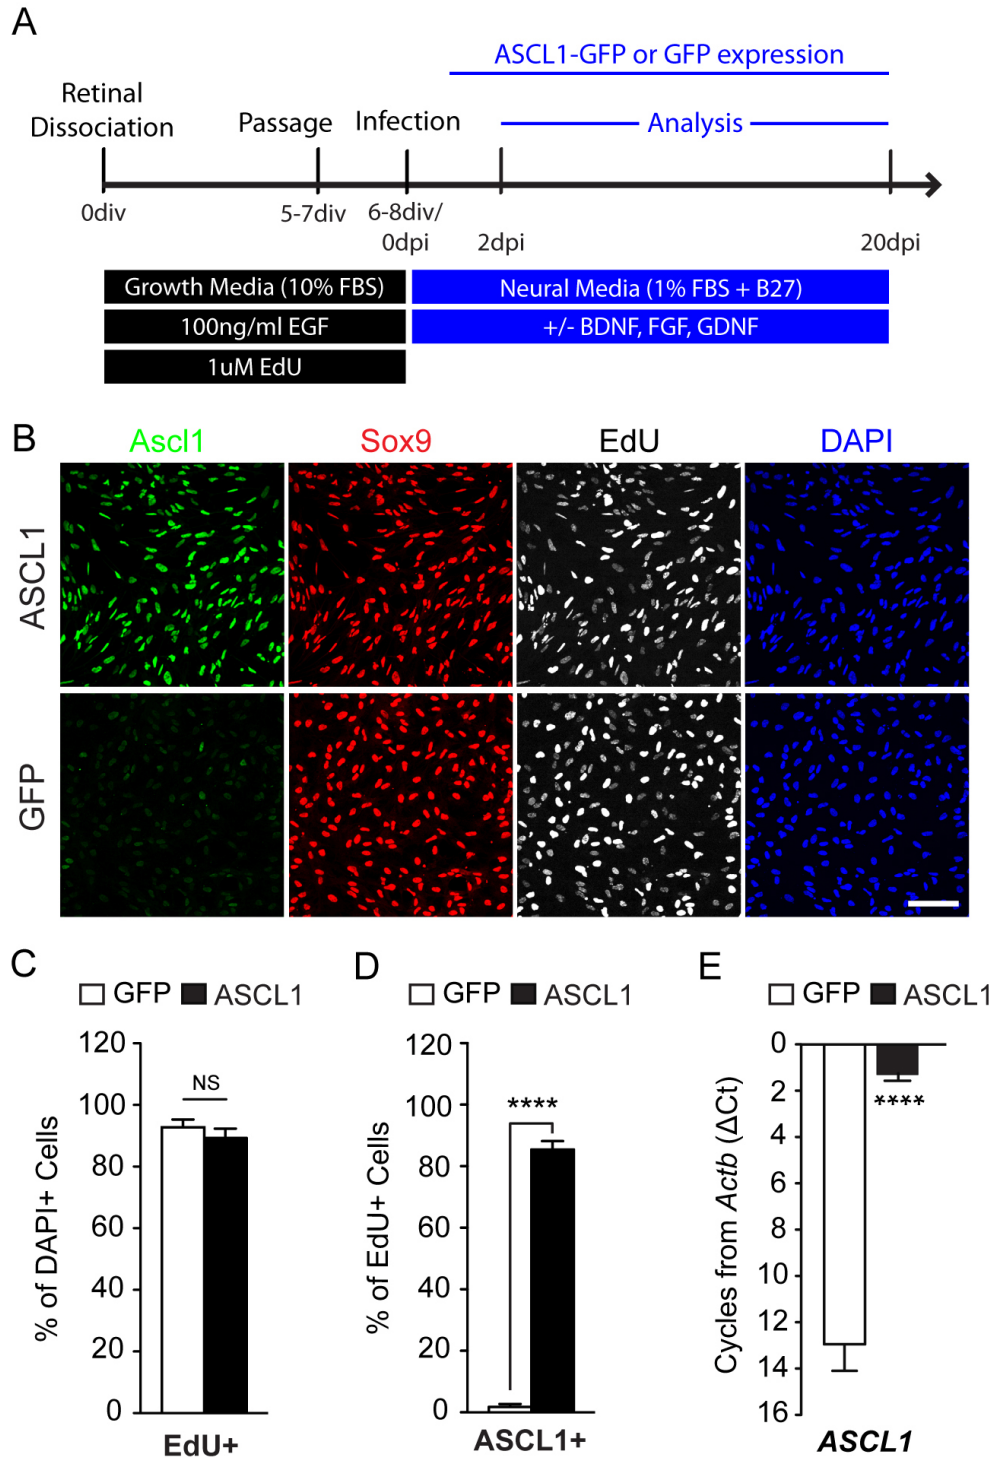 A
ASCL1-GFP or GFP expression
Retinal
Dissociation
Passage
Infection
Analysis
0div
5-7div
6-8div/
0dpi
2dpi
20dpi
Growth Media (10% FBS)
Neural Media (1% FBS + B27)
100ng/ml EGF
+/- BDNF, FGF, GDNF
1uM EdU
B
Ascl1
Sox9
EdU
DAPI
ASCL1
GFP
C
GFP
ASCL1
120
100
80
60
40
20
0
% of DAPI+ Cells
NS
EdU+
D
GFP
ASCL1
120
100
80
60
40
20
0
% of EdU+ Cells
****
ASCL1+
E
GFP
ASCL1
0
2
4
6
8
10
12
14
16
Cycles from Actb (ΔCt)
****
ASCL1